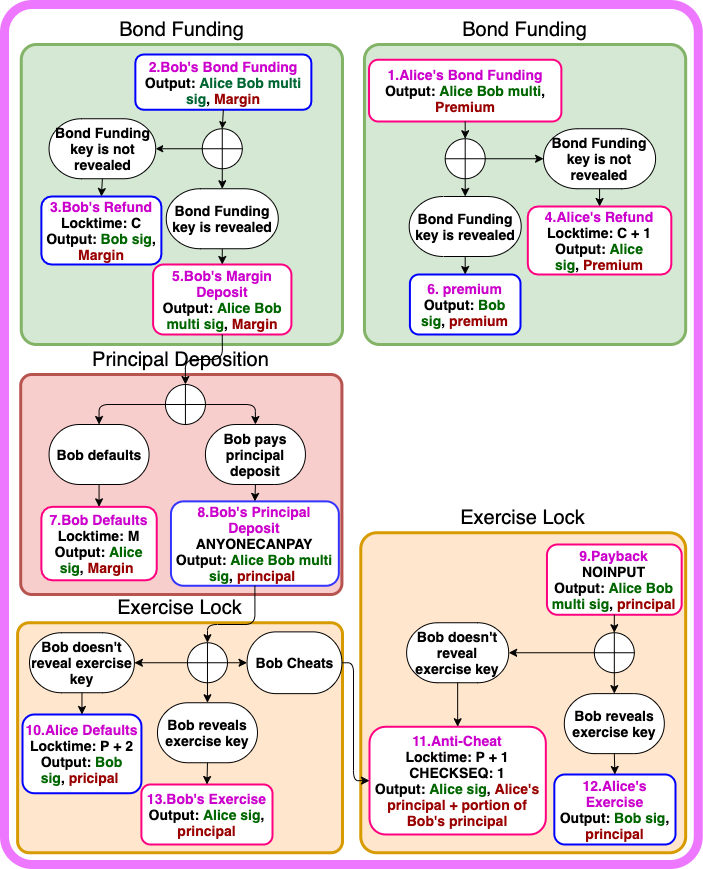 Bond Funding
2.Bob's Bond Funding
Output: Alice Bob multi
sig, Margin
Bond Funding
key is not
revealed
3.Bob's Refund
Locktime: C
Output: Bob sig,
Margin
Bond Funding
key is revealed
5.Bob's Margin
Deposit
Output: Alice Bob
multi sig, Margin
Bond Funding
1.Alice's Bond Funding
Output: Alice Bob multi,
Premium
Bond Funding
key is not
revealed
Bond Funding
key is revealed
4.Alice's Refund
Locktime: C + 1
Output: Alice
sig, Premium
6. premium
Output: Bob
sig, premium
Principal Deposition
Bob defaults
Bob pays
principal
deposit
7.Bob Defaults
Locktime: M
Output: Alice
sig, Margin
8.Bob's Principal
Deposit
ANYONECANPAY
Output: Alice Bob multi
sig, principal
Exercise Lock
Bob doesn't
reveal exercise
key
Bob Cheats
10.Alice Defaults
Locktime: P + 2
Output: Bob
sig, pricipal
Bob reveals
exercise key
13.Bob's Exercise
Output: Alice sig,
principal
Exercise Lock
9.Payback
NOINPUT
Output: Alice Bob
multi sig, principal
Bob doesn't
reveal
exercise key
Bob reveals
exercise key
11.Anti-Cheat
Locktime: P + 1
CHECKSEQ: 1
Output: Alice sig, Alice's
principal + portion of
Bob's principal
12.Alice's
Exercise
Output: Bob sig,
principal